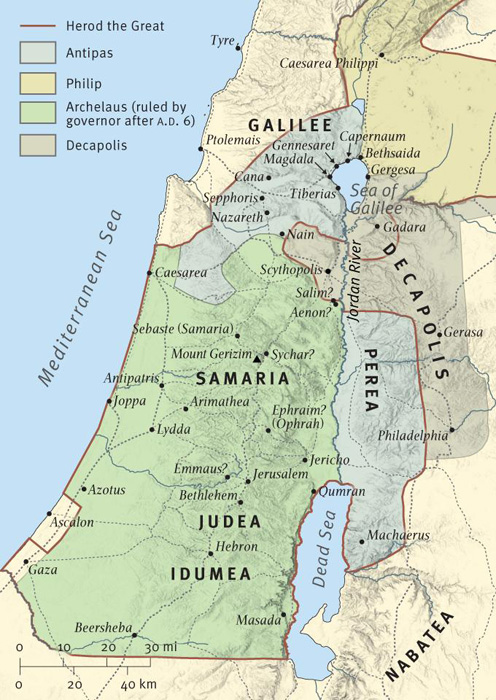 Herod the Great
Antipas
Philip
Archelaus (ruled by
governor after A.D. 6)
Decapolis
Tyre
Caesarea Philippi
GALILEE
Ptolemais
Capernaum
Gennesaret
Magdala
Bethsaida
Gergesa
Cana
Tiberias
Sea of
Galilee
Sepphoris
Nazareth
Nain
Gadara
Mediterranean Sea
Caesarea
Scythopolis
Jordan River
DECAPOLIS
Salim?
Aenon?
Sebaste (Samaria)
Gerasa
Mount Gerizim
Sychar?
PEREA
SAMARIA
Antipatris
Joppa
Arimathea
Ephraim?
(Ophrah)
Lydda
Philadelphia
Jericho
Emmaus?
Jerusalem
Azotus
Bethlehem
Qumran
Ascalon
JUDEA
Dead Sea
Machaerus
Hebron
Gaza
IDUMEA
Masada
Beersheba
NABATEA
0 10 20 30 mi
0 20 40 km